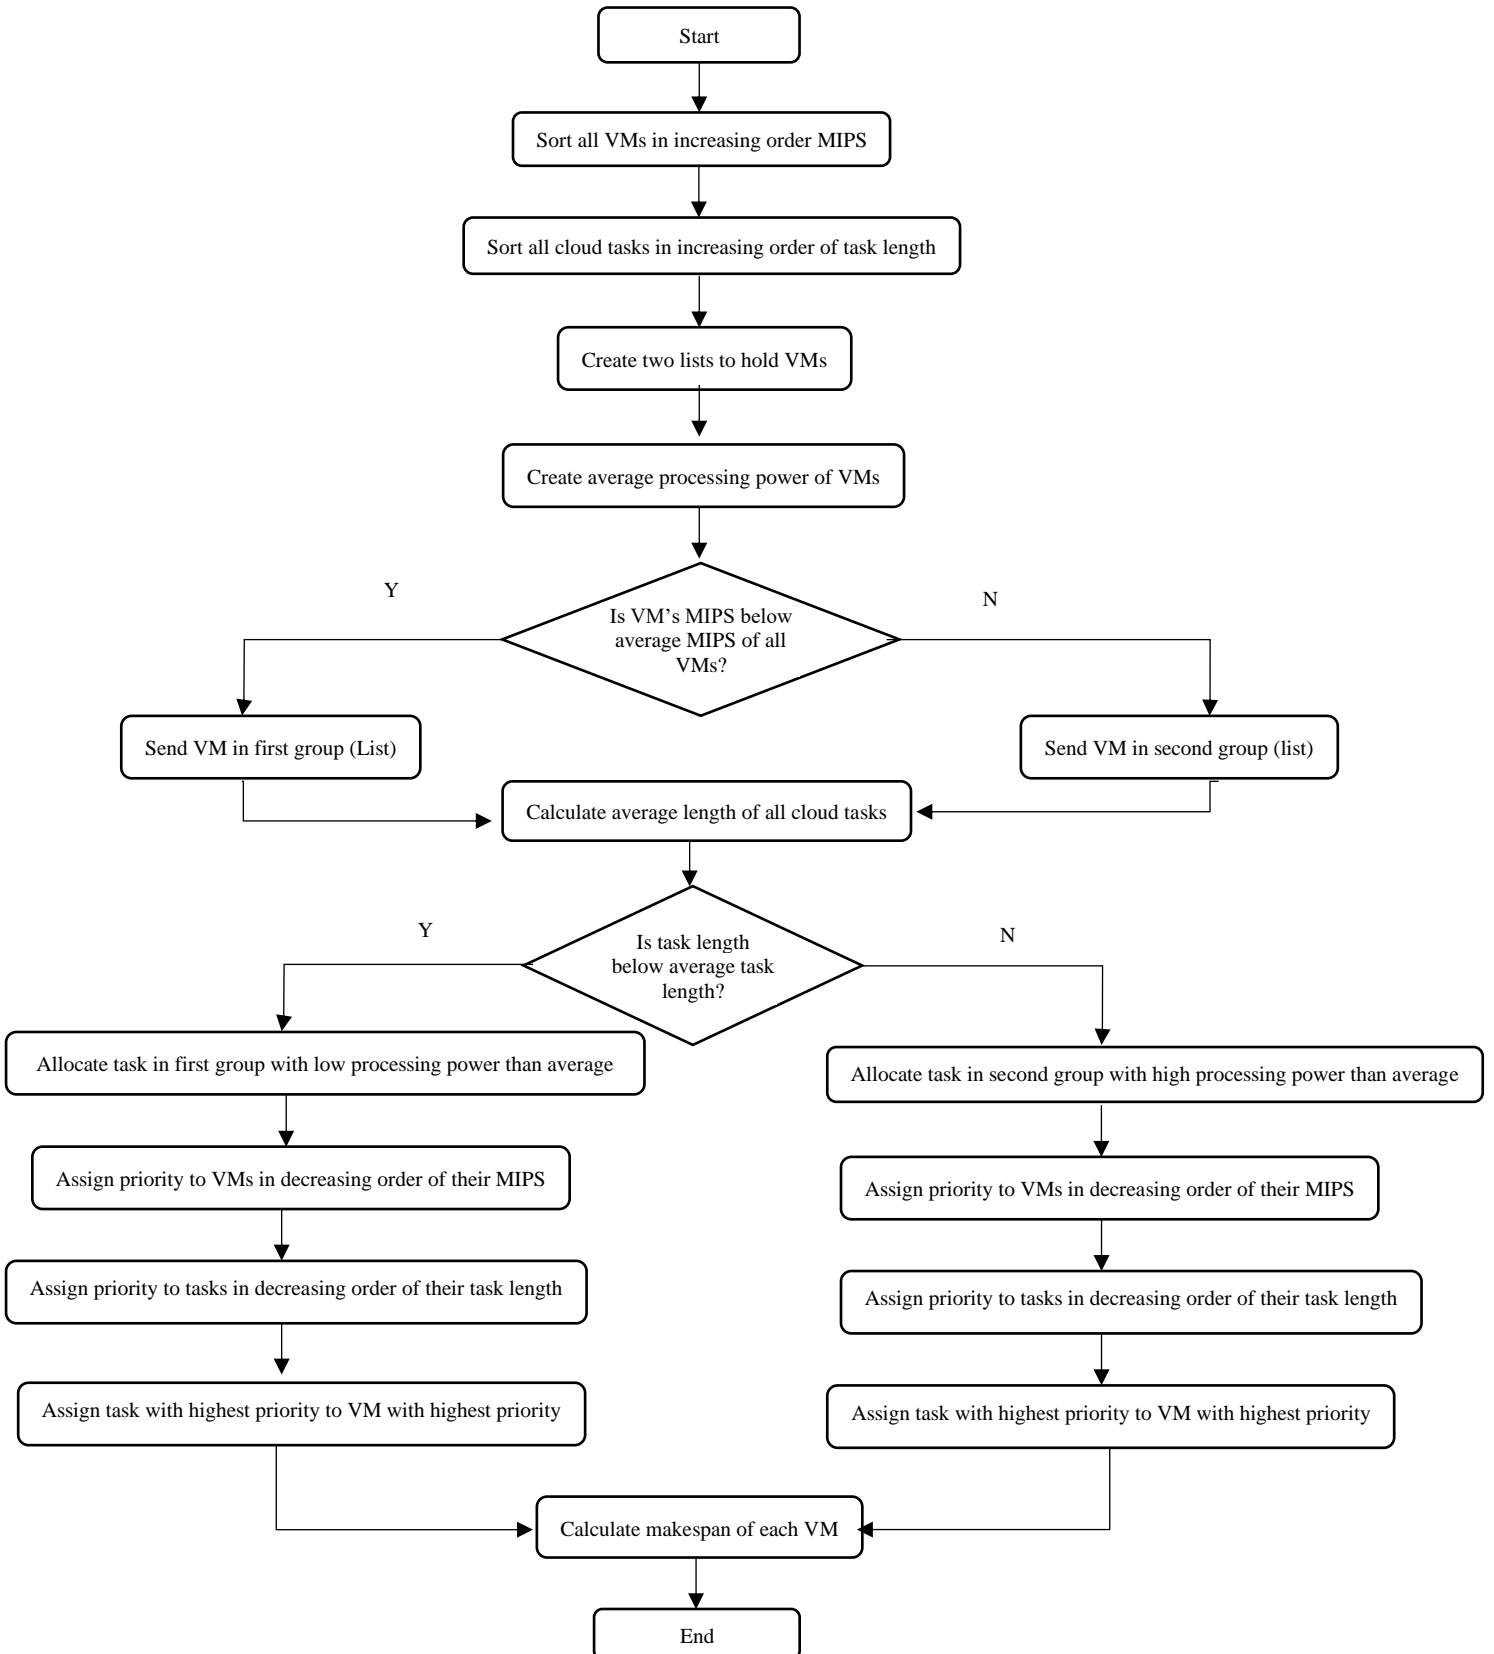 Start
Sort all VMs in increasing order MIPS
Sort all cloud tasks in increasing order of task length
Create two lists to hold VMs
Create average processing power of VMs
Y
N
Is VM’s MIPS below
average MIPS of all
VMs?
Send VM in first group (List)
Send VM in second group (list)
Calculate average length of all cloud tasks
Y
N
Is task length
below average task
length?
Allocate task in first group with low processing power than average
Allocate task in second group with high processing power than average
Assign priority to VMs in decreasing order of their MIPS
Assign priority to VMs in decreasing order of their MIPS
Assign priority to tasks in decreasing order of their task length
Assign priority to tasks in decreasing order of their task length
Assign task with highest priority to VM with highest priority
Assign task with highest priority to VM with highest priority
Calculate makespan of each VM
End